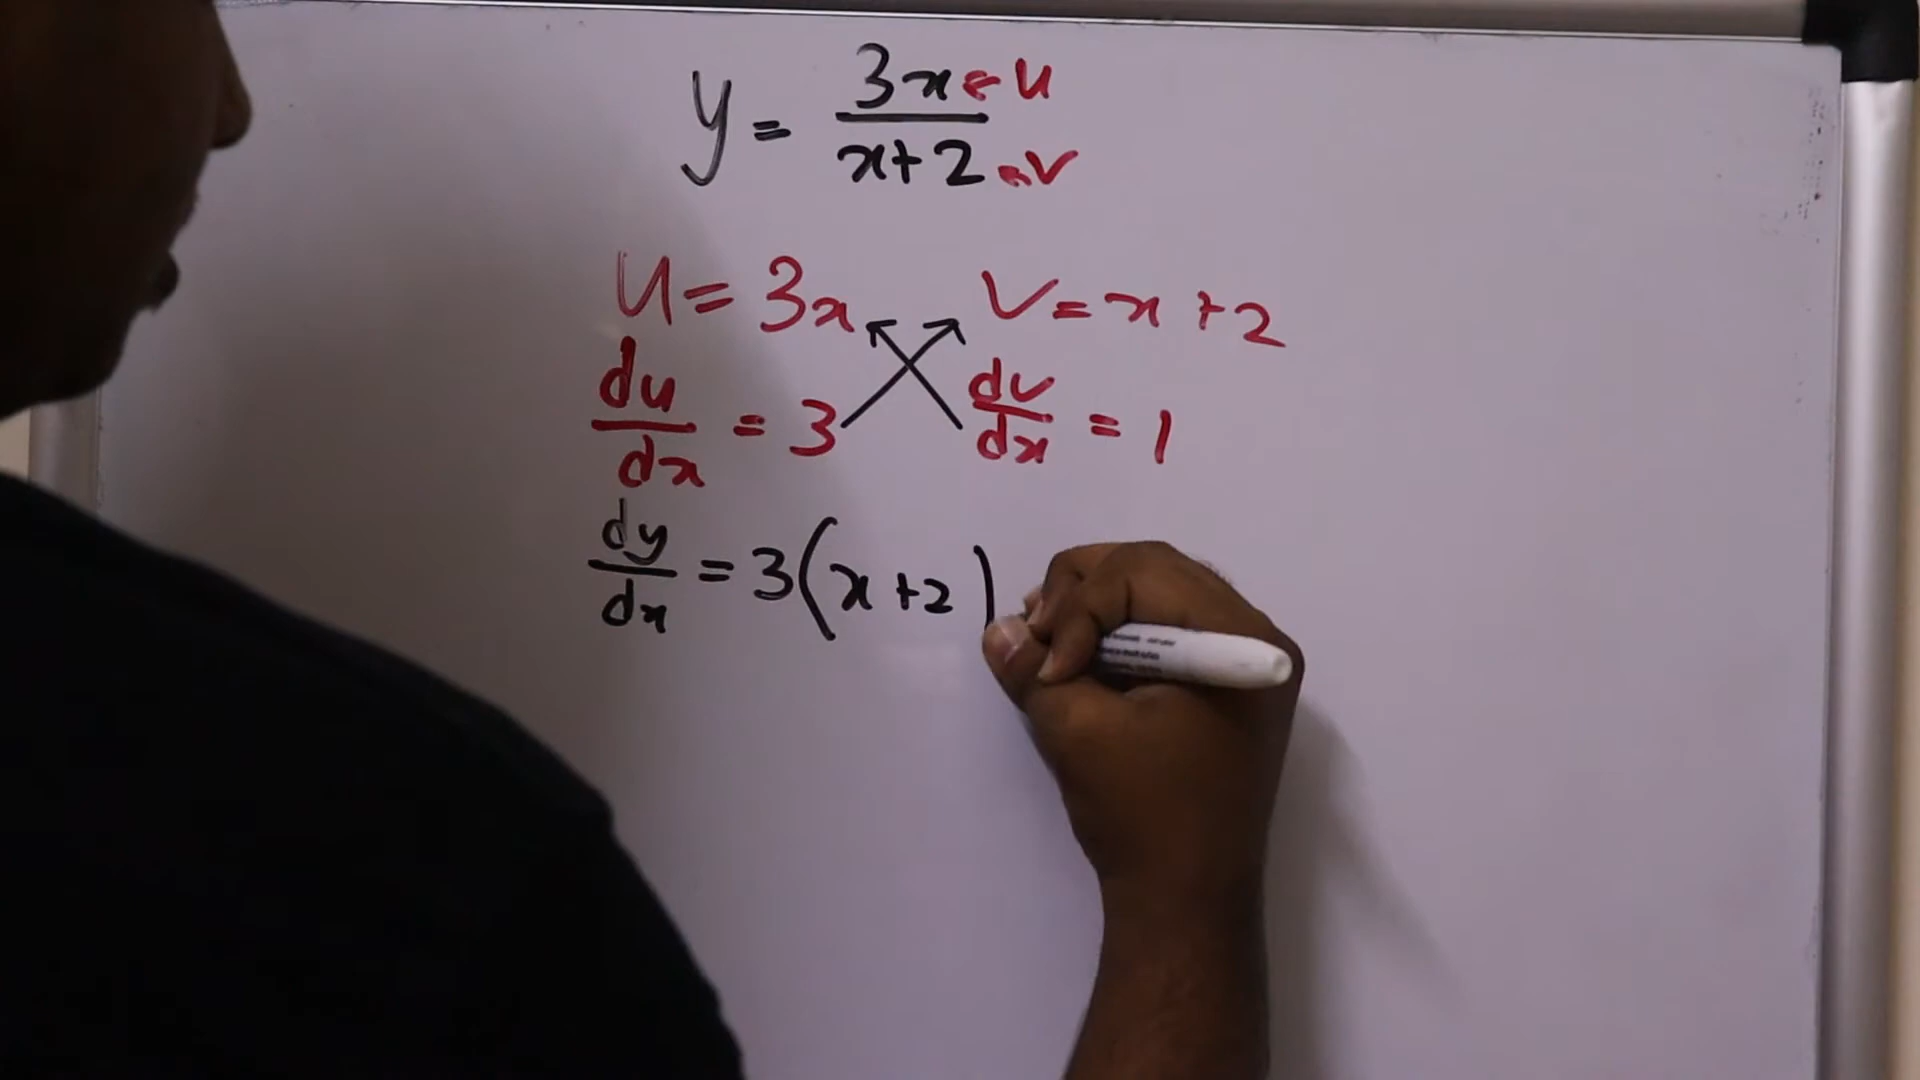 y = 3x ← u
x+2 ← v
u = 3x v = x + 2
du/dx = 3 dv/dx = 1
dy/dx = 3(x+2)